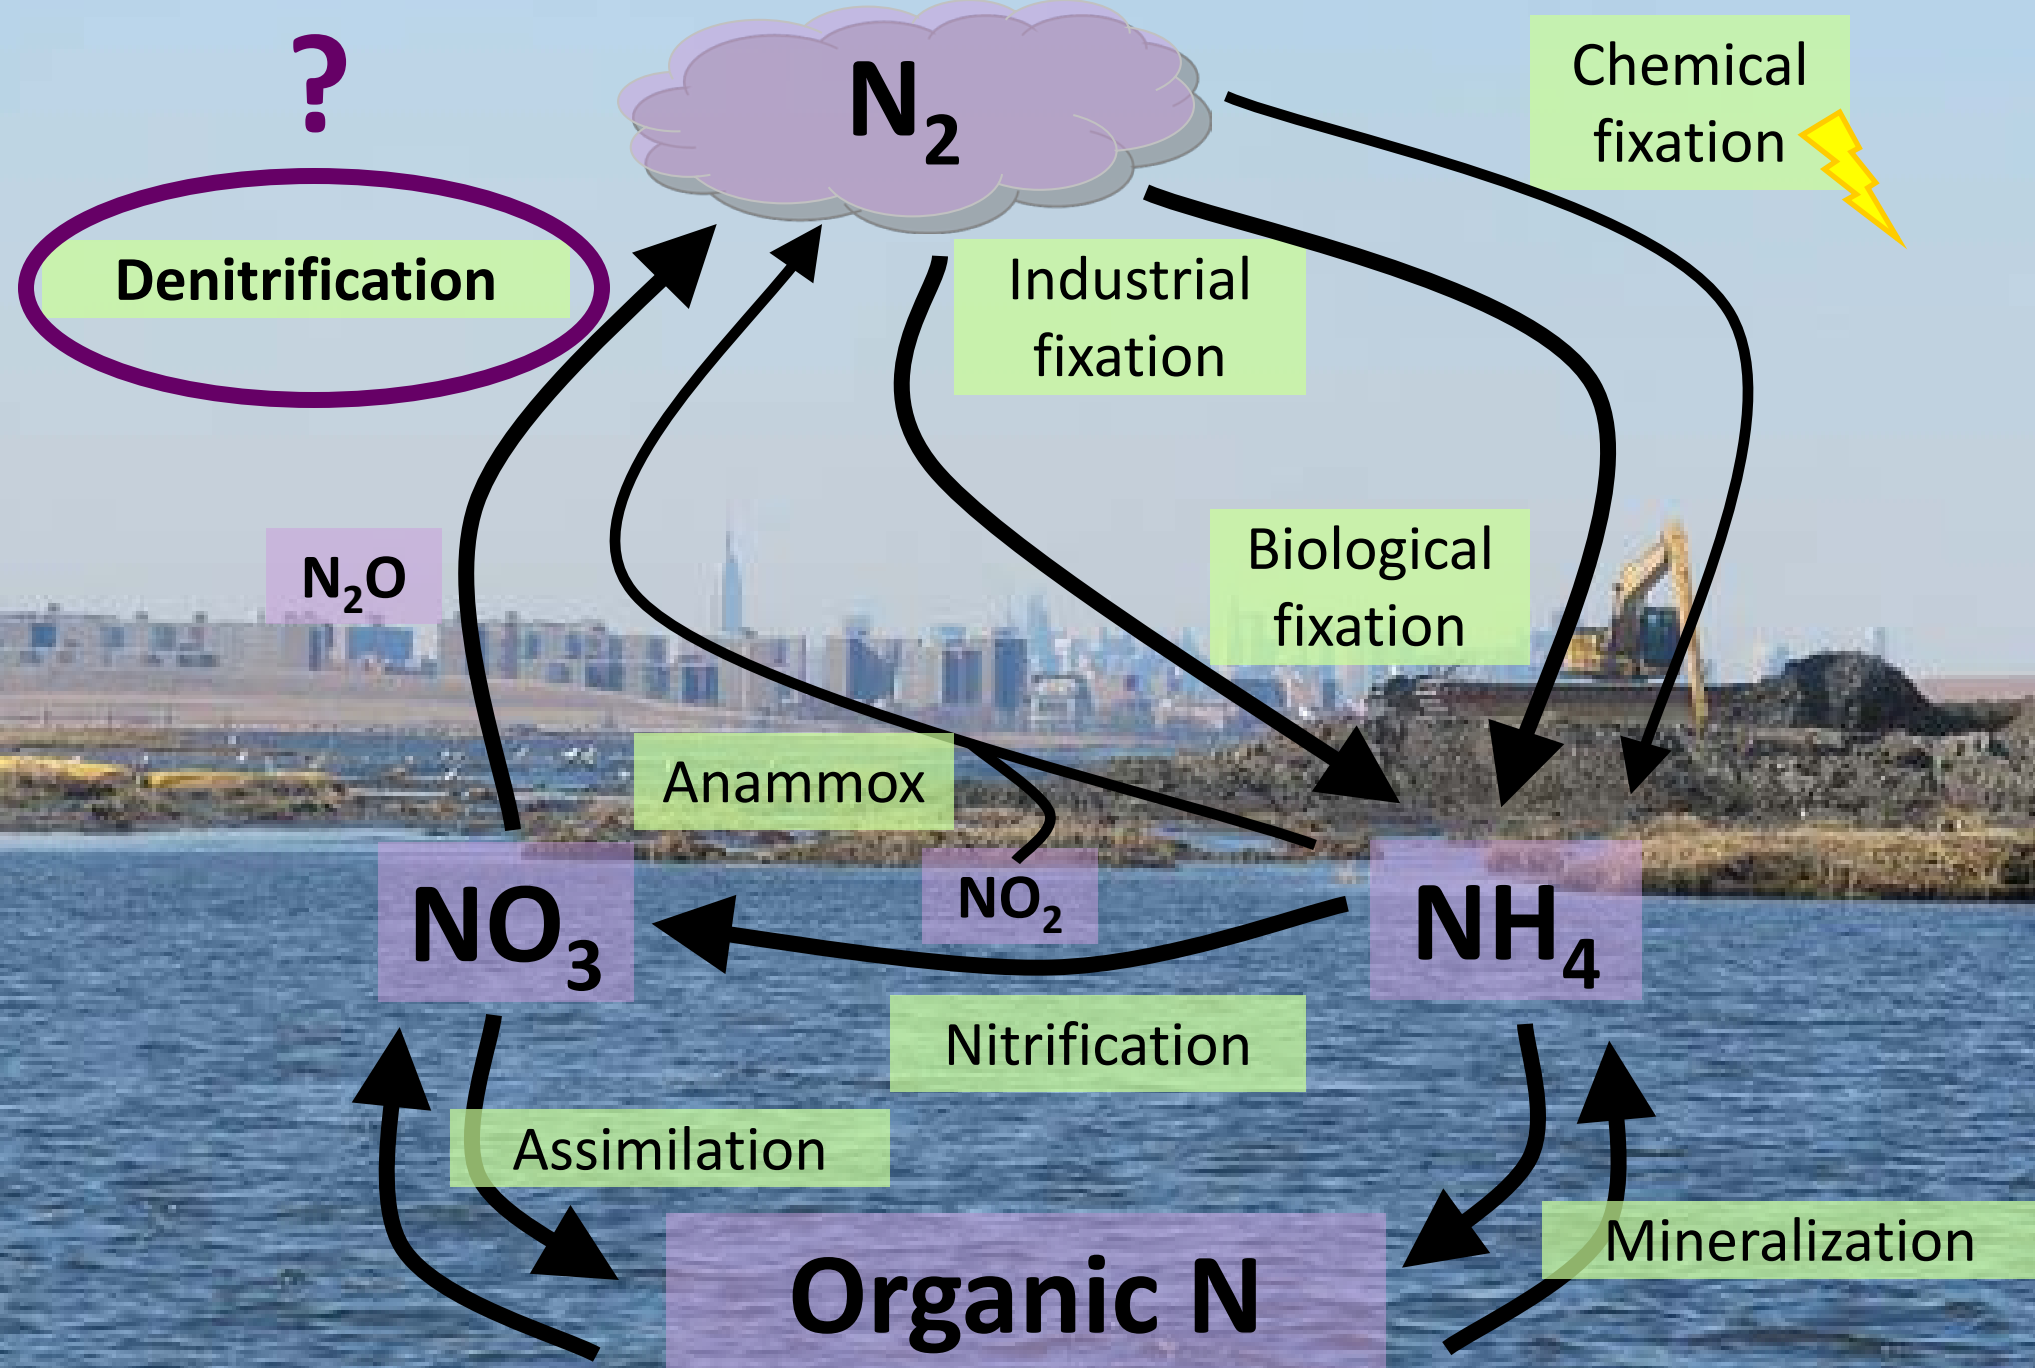 ?
N₂
Chemical
fixation
Denitrification
Industrial
fixation
N₂O
Biological
fixation
Anammox
NO₂
NO₃
NH₄
Nitrification
Assimilation
Mineralization
Organic N